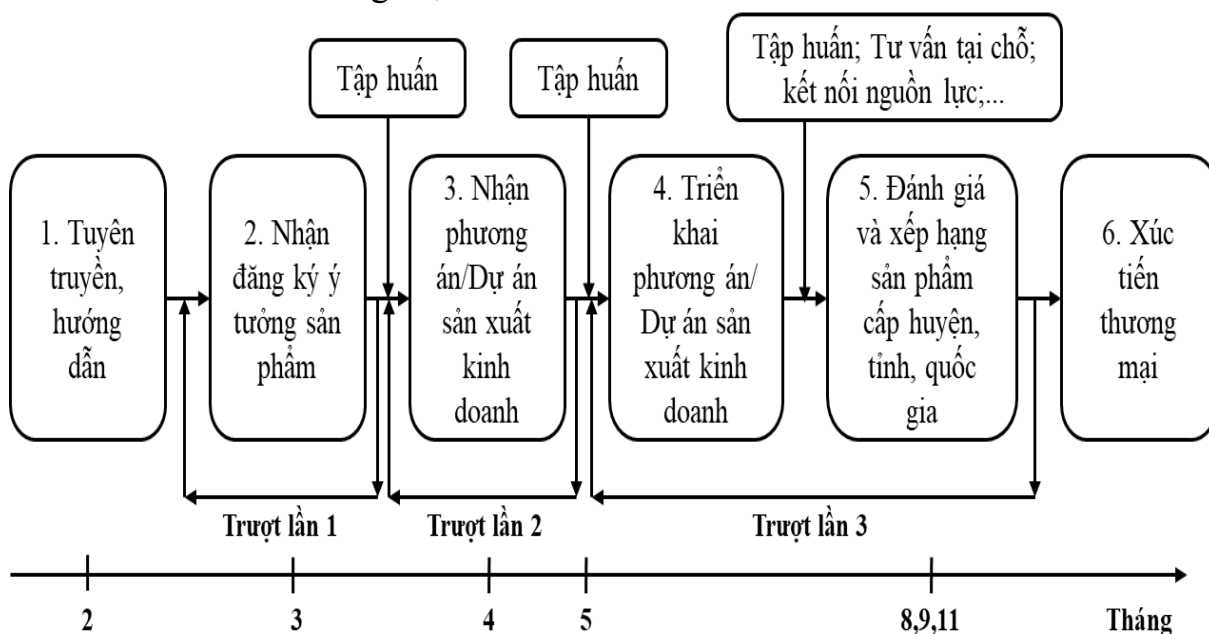 Tập huấn
Tập huấn
Tập huấn; Tư vấn tại chỗ;
kết nối nguồn lực;...
1. Tuyên
truyền,
hướng
dẫn
2. Nhận
đăng ký ý
tưởng sản
phẩm
3. Nhận
phương
án/Dự án
sản xuất
kinh
doanh
4. Triển
khai
phương án/
Dự án sản
xuất kinh
doanh
5. Đánh giá
và xếp hạng
sản phẩm
cấp huyện,
tỉnh, quốc
gia
6. Xúc
tiến
thương
mại
Trượt lần 1
Trượt lần 2
Trượt lần 3
2
3
4
5
8,9,11
Tháng